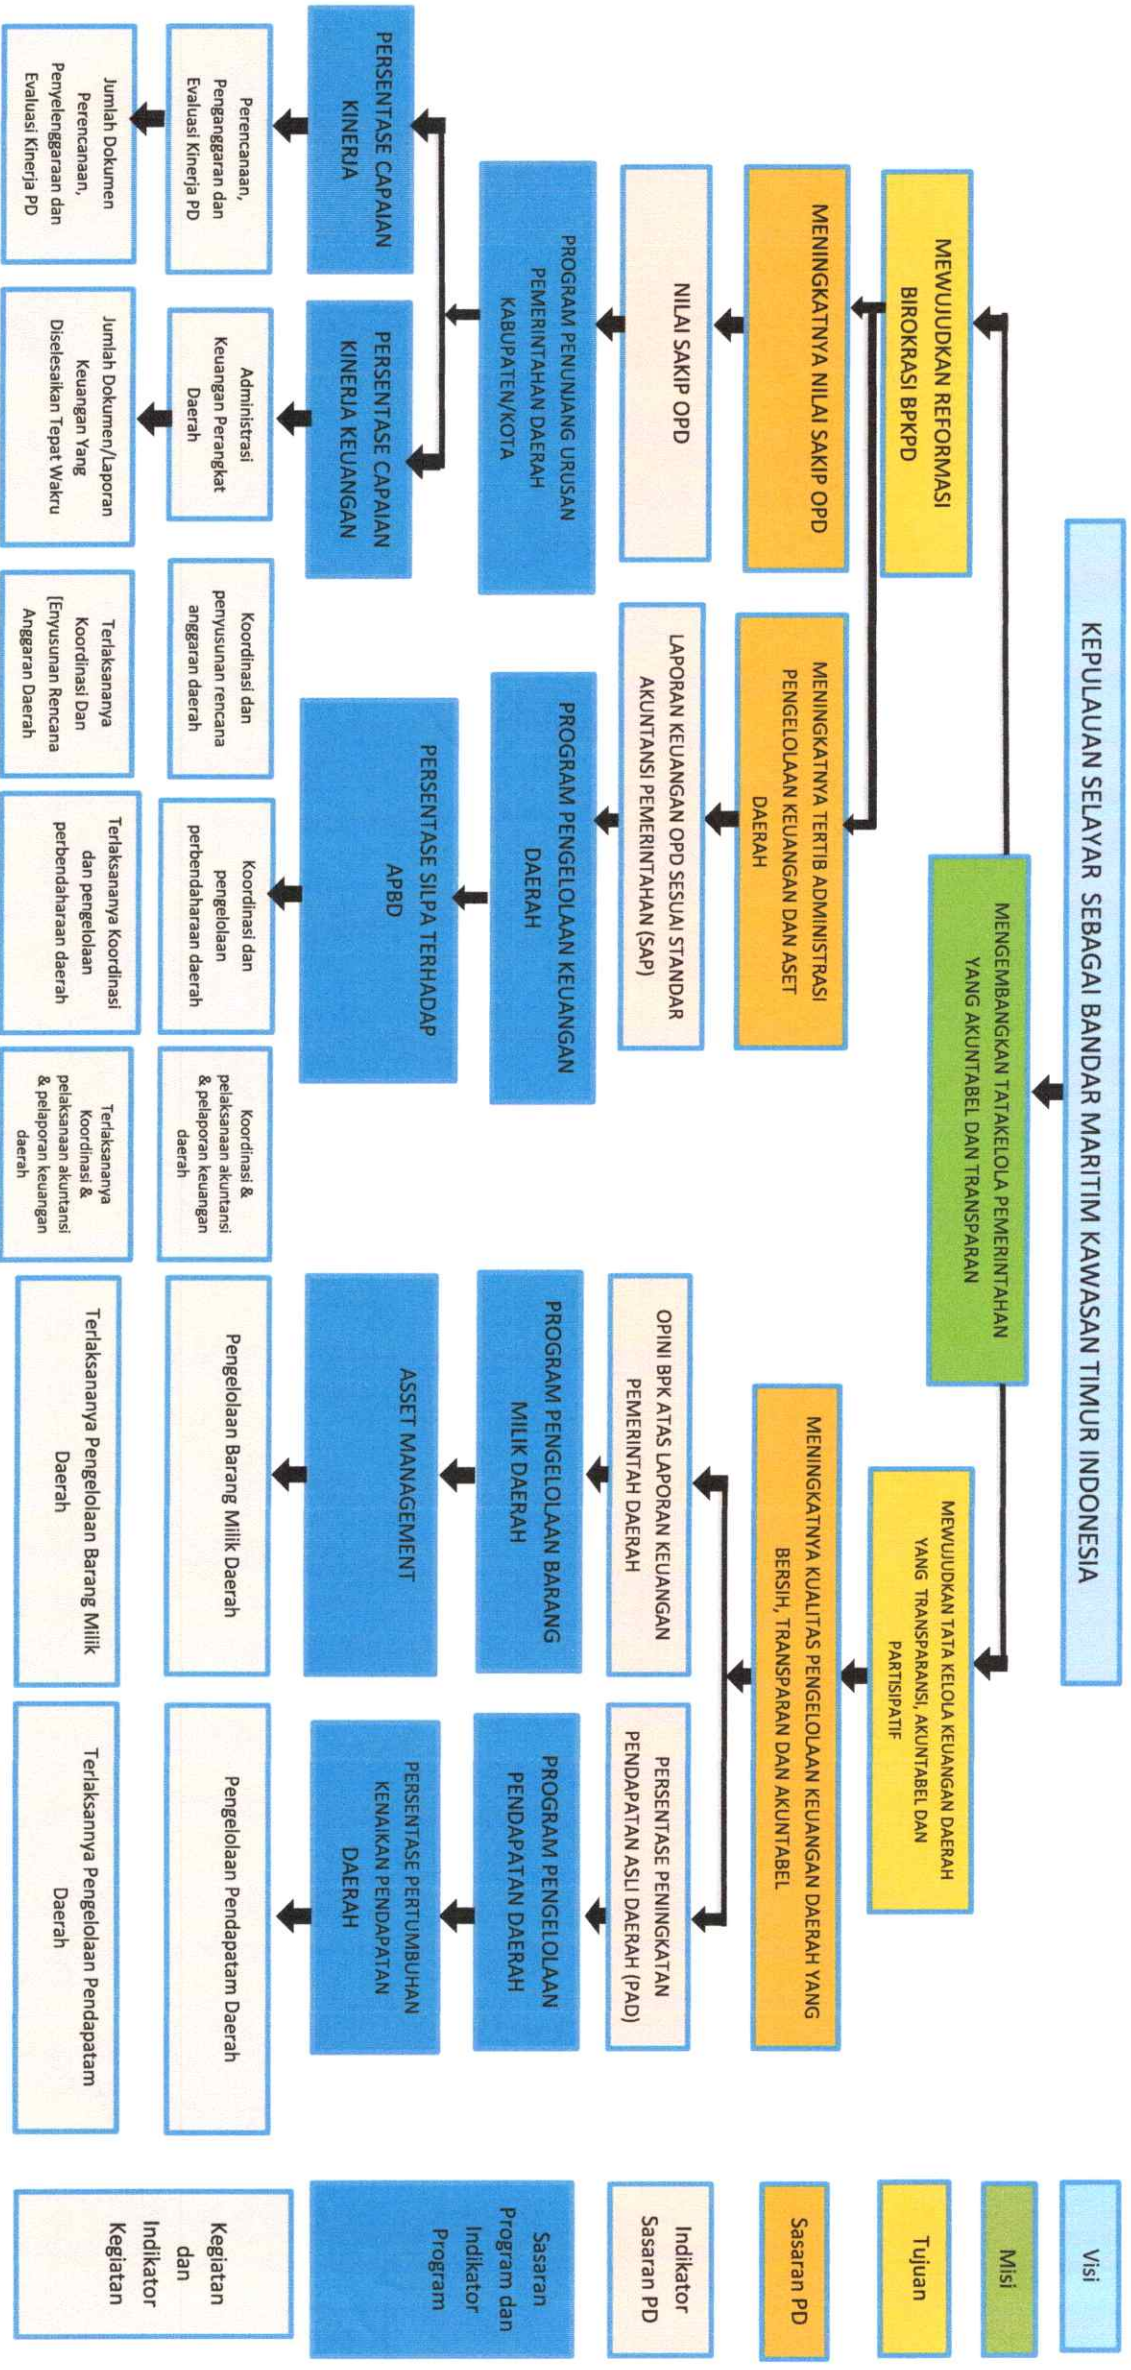 KEPULAUAN SELAYAR SEBAGAI BANDAR MARITIM KAWASAN TIMUR INDONESIA
Visi
MENGEMBANGKAN TATAKELOLA PEMERINTAHAN
YANG AKUNTABEL DAN TRANSPARAN
Misi
MEWUJUDKAN REFORMASI
BIROKRASI BPKPD
MEWUJUDKAN TATA KELOLA KEUANGAN DAERAH
YANG TRANSPARANSI, AKUNTABEL DAN
PARTISIPATIF
Tujuan
MENINGKATNYA NILAI SAKIP OPD
MENINGKATNYA TERTIB ADMINISTRASI
PENGELOLAAN KEUANGAN DAN ASET
DAERAH
MENINGKATNYA KUALITAS PENGELOLAAN KEUANGAN DAERAH YANG
BERSIH, TRANSPARAN DAN AKUNTABEL
Sasaran PD
NILAI SAKIP OPD
LAPORAN KEUANGAN OPD SESUAI STANDAR
AKUNTANSI PEMERINTAHAN (SAP)
OPINI BPK ATAS LAPORAN KEUANGAN
PEMERINTAH DAERAH
PERSENTASE PENINGKATAN
PENDAPATAN ASLI DAERAH (PAD)
Indikator
Sasaran PD
PROGRAM PENUNJANG URUSAN
PEMERINTAHAN DAERAH
KABUPATEN/KOTA
PROGRAM PENGELOLAAN KEUANGAN
DAERAH
PROGRAM PENGELOLAAN BARANG
MILIK DAERAH
PROGRAM PENGELOLAAN
PENDAPATAN DAERAH
Sasaran
Program dan
Indikator
Program
PERSENTASE CAPAIAN
KINERJA
PERSENTASE CAPAIAN
KINERJA KEUANGAN
PERSENTASE SILPA TERHADAP
APBD
ASSET MANAGEMENT
PERSENTASE PERTUMBUHAN
KENAIKAN PENDAPATAN
DAERAH
Perencanaan,
Penganggaran dan
Evaluasi Kinerja PD
Administrasi
Keuangan Perangkat
Daerah
Koordinasi dan
penyusunan rencana
anggaran daerah
Koordinasi dan
pengelolaan
perbendaharaan daerah
Koordinasi &
pelaksanaan akuntansi
& pelaporan keuangan
daerah
Pengelolaan Barang Milik Daerah
Pengelolaan Pendapatam Daerah
Kegiatan
dan
Indikator
Kegiatan
Jumlah Dokumen
Perencanaan,
Penyelenggaraan dan
Evaluasi Kinerja PD
Jumlah Dokumen/Laporan
Keuangan Yang
Diselesaikan Tepat Wakru
Terlaksananya
Koordinasi Dan
[Enyusunan Rencana
Anggaran Daerah
Terlaksananya Koordinasi
dan pengelolaan
perbendaharaan daerah
Terlaksananya
Koordinasi &
pelaksanaan akuntansi
& pelaporan keuangan
daerah
Terlaksananya Pengelolaan Barang Milik
Daerah
Terlaksannya Pengelolaan Pendapatam
Daerah